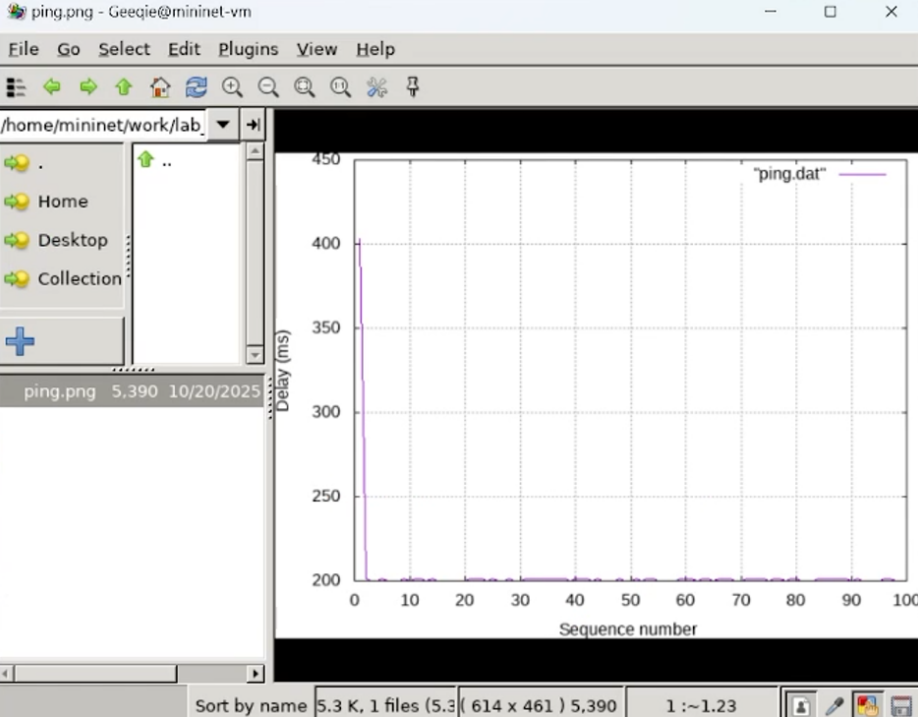 ping.png - Geeqie@mininet-vm
File Go Select Edit Plugins View Help
/home/mininet/work/lab_
.
..
Home
Desktop
Collection
ping.png 5,390 10/20/2025
"ping.dat"
450
400
350
300
250
200
Delay (ms)
0 10 20 30 40 50 60 70 80 90 100
Sequence number
Sort by name 5.3 K, 1 files (5.3 ( 614 x 461 ) 5,390 1 :~1.23